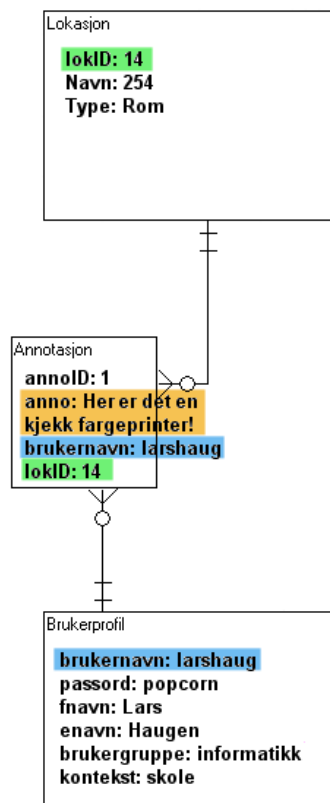 Lokasjon
lokID: 14
Navn: 254
Type: Rom
Annotasjon
annoID: 1
anno: Her er det en
kjekk fargeprinter!
brukernavn: larshaug
lokID: 14
Brukerprofil
brukernavn: larshaug
passord: popcorn
fnavn: Lars
enavn: Haugen
brukergruppe: informatikk
kontekst: skole